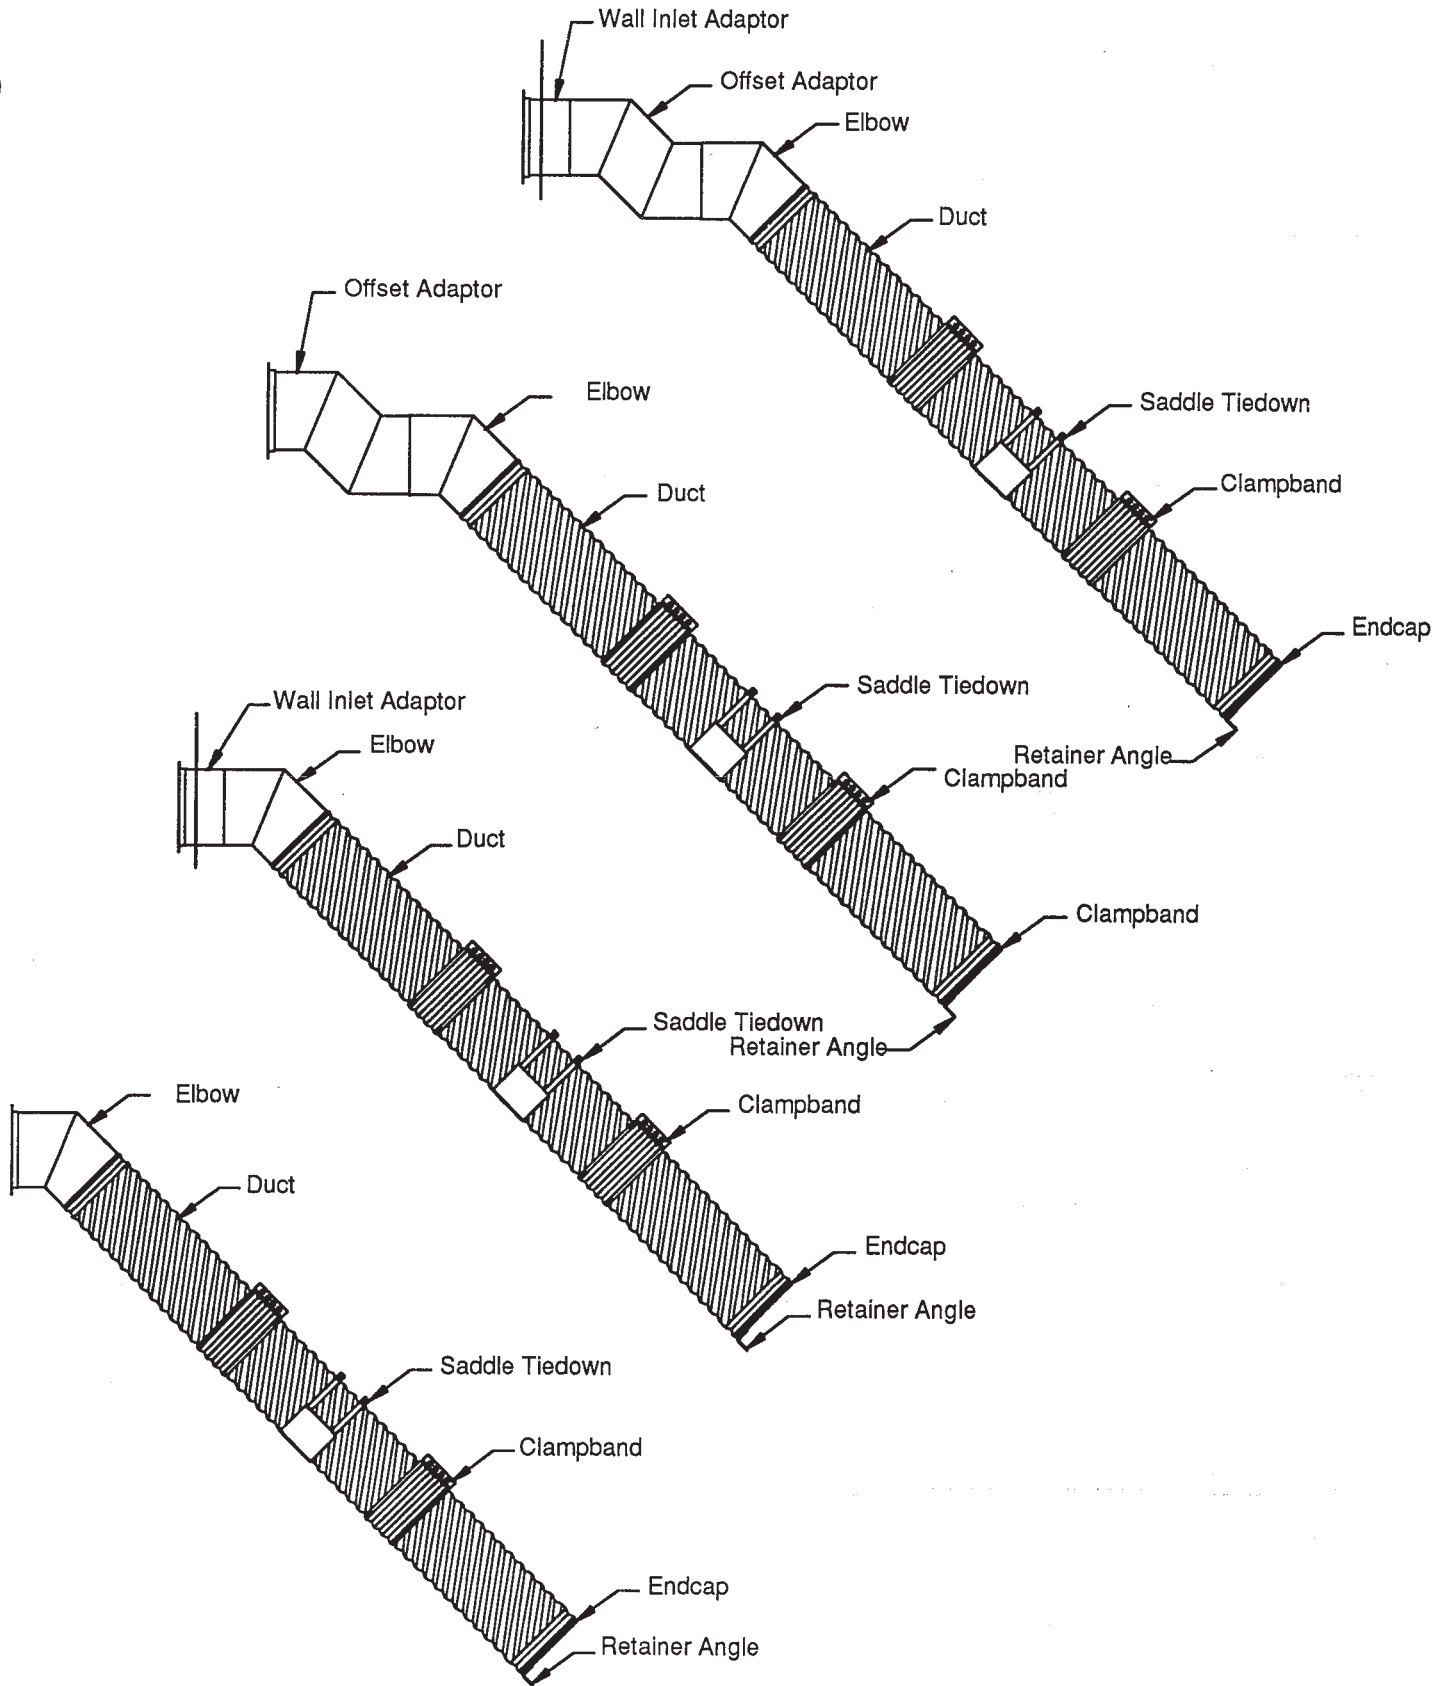 Wall Inlet Adaptor
Offset Adaptor
Elbow
Duct
Saddle Tiedown
Clampband
Endcap
Retainer Angle
Offset Adaptor
Elbow
Duct
Saddle Tiedown
Clampband
Clampband
Retainer Angle
Wall Inlet Adaptor
Elbow
Duct
Saddle Tiedown
Clampband
Endcap
Retainer Angle
Elbow
Duct
Saddle Tiedown
Clampband
Endcap
Retainer Angle